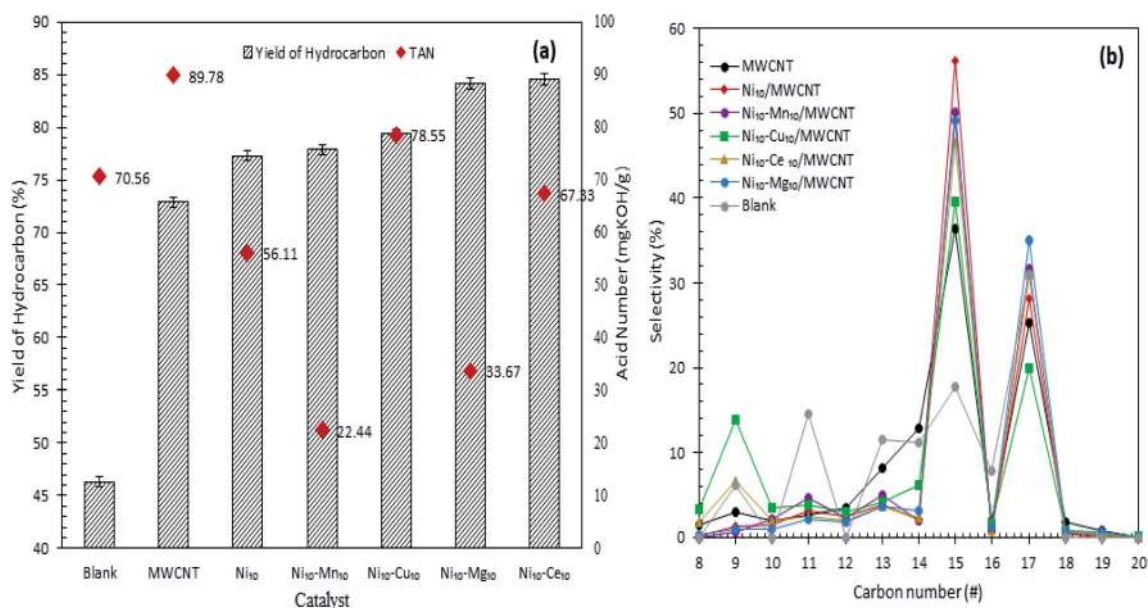 (a)
Yield of Hydrocarbon
TAN
Yield of Hydrocarbon (%)
90
85
80
75
70
65
60
55
50
45
40
Acid Number (mgKOH/g)
100
90
80
70
60
50
40
30
20
10
0
70.56
89.78
56.11
22.44
78.55
33.67
67.33
Blank
MWCNT
Ni₁₀
Ni₁₀-Mn₁₀
Ni₁₀-Cu₁₀
Ni₁₀-Mg₁₀
Ni₁₀-Ce₁₀
Catalyst
(b)
MWCNT
Ni₁₀/MWCNT
Ni₁₀-Mn₁₀/MWCNT
Ni₁₀-Cu₁₀/MWCNT
Ni₁₀-Ce ₁₀/MWCNT
Ni₁₀-Mg₁₀/MWCNT
Blank
Selectivity (%)
60
50
40
30
20
10
0
8 9 10 11 12 13 14 15 16 17 18 19 20
Carbon number (#)